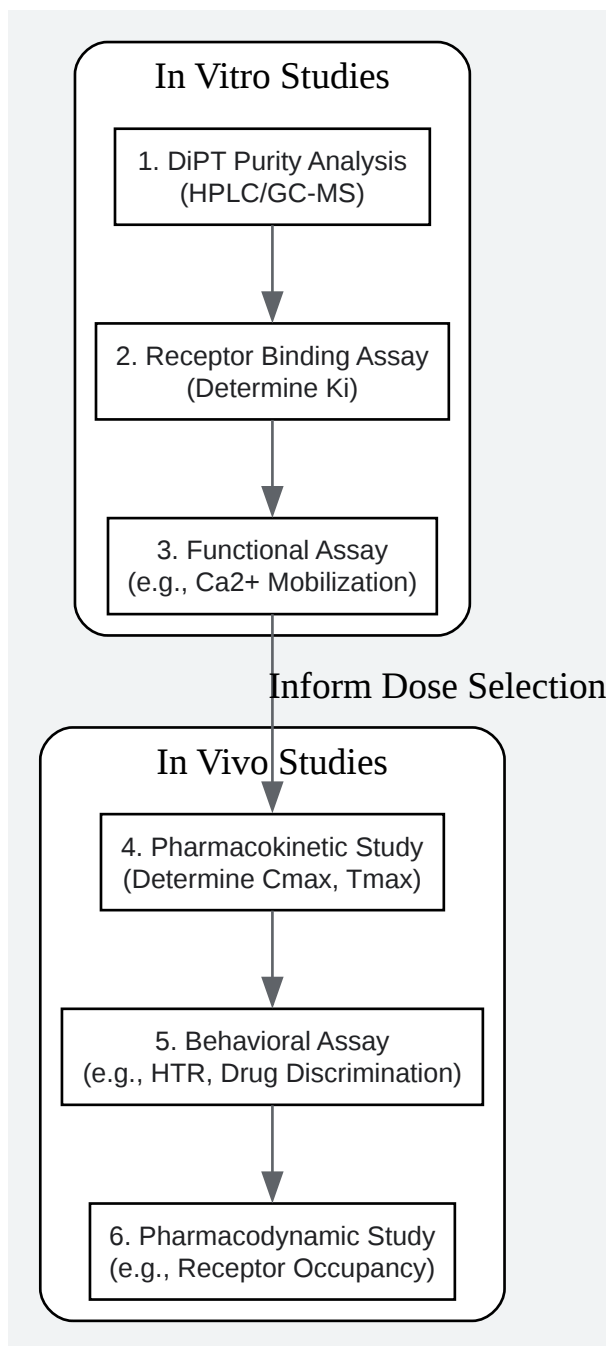 In Vitro Studies
1. DiPT Purity Analysis
(HPLC/GC-MS)
2. Receptor Binding Assay
(Determine Ki)
3. Functional Assay
(e.g., Ca2+ Mobilization)
Inform Dose Selection
In Vivo Studies
4. Pharmacokinetic Study
(Determine Cmax, Tmax)
5. Behavioral Assay
(e.g., HTR, Drug Discrimination)
6. Pharmacodynamic Study
(e.g., Receptor Occupancy)